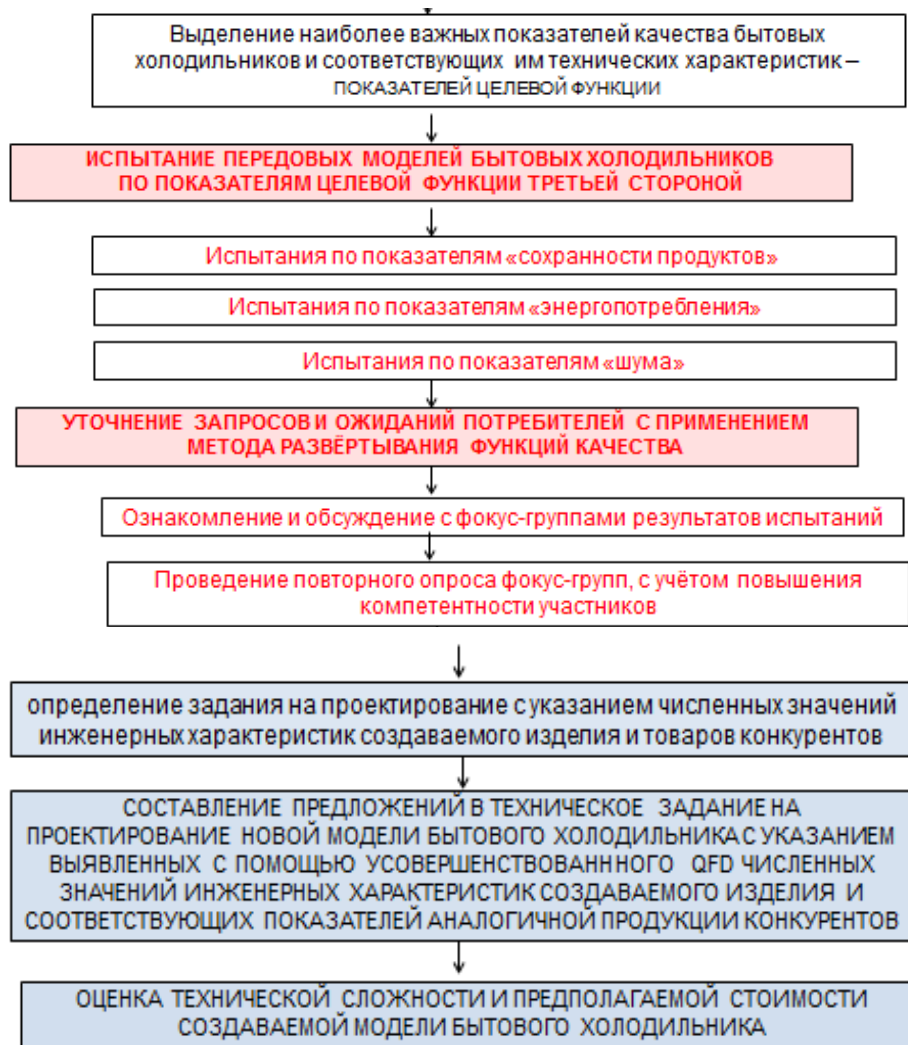 Выделение наиболее важных показателей качества бытовых
холодильников и соответствующих им технических характеристик –
ПОКАЗАТЕЛЕЙ ЦЕЛЕВОЙ ФУНКЦИИ
ИСПЫТАНИЕ ПЕРЕДОВЫХ МОДЕЛЕЙ БЫТОВЫХ ХОЛОДИЛЬНИКОВ
ПО ПОКАЗАТЕЛЯМ ЦЕЛЕВОЙ ФУНКЦИИ ТРЕТЬЕЙ СТОРОНОЙ
Испытания по показателям «сохранности продуктов»
Испытания по показателям «энергопотребления»
Испытания по показателям «шума»
УТОЧНЕНИЕ ЗАПРОСОВ И ОЖИДАНИЙ ПОТРЕБИТЕЛЕЙ С ПРИМЕНЕНИЕМ
МЕТОДА РАЗВЁРТЫВАНИЯ ФУНКЦИЙ КАЧЕСТВА
Ознакомление и обсуждение с фокус-группами результатов испытаний
Проведение повторного опроса фокус-групп, с учётом повышения
компетентности участников
определение задания на проектирование с указанием численных значений
инженерных характеристик создаваемого изделия и товаров конкурентов
СОСТАВЛЕНИЕ ПРЕДЛОЖЕНИЙ В ТЕХНИЧЕСКОЕ ЗАДАНИЕ НА
ПРОЕКТИРОВАНИЕ НОВОЙ МОДЕЛИ БЫТОВОГО ХОЛОДИЛЬНИКА С УКАЗАНИЕМ
ВЫЯВЛЕННЫХ С ПОМОЩЬЮ УСОВЕРШЕНСТВОВАНННОГО QFD ЧИСЛЕННЫХ
ЗНАЧЕНИЙ ИНЖЕНЕРНЫХ ХАРАКТЕРИСТИК СОЗДАВАЕМОГО ИЗДЕЛИЯ И
СООТВЕТСТВУЮЩИХ ПОКАЗАТЕЛЕЙ АНАЛОГИЧНОЙ ПРОДУКЦИИ КОНКУРЕНТОВ
ОЦЕНКА ТЕХНИЧЕСКОЙ СЛОЖНОСТИ И ПРЕДПОЛАГАЕМОЙ СТОИМОСТИ
СОЗДАВАЕМОЙ МОДЕЛИ БЫТОВОГО ХОЛОДИЛЬНИКА